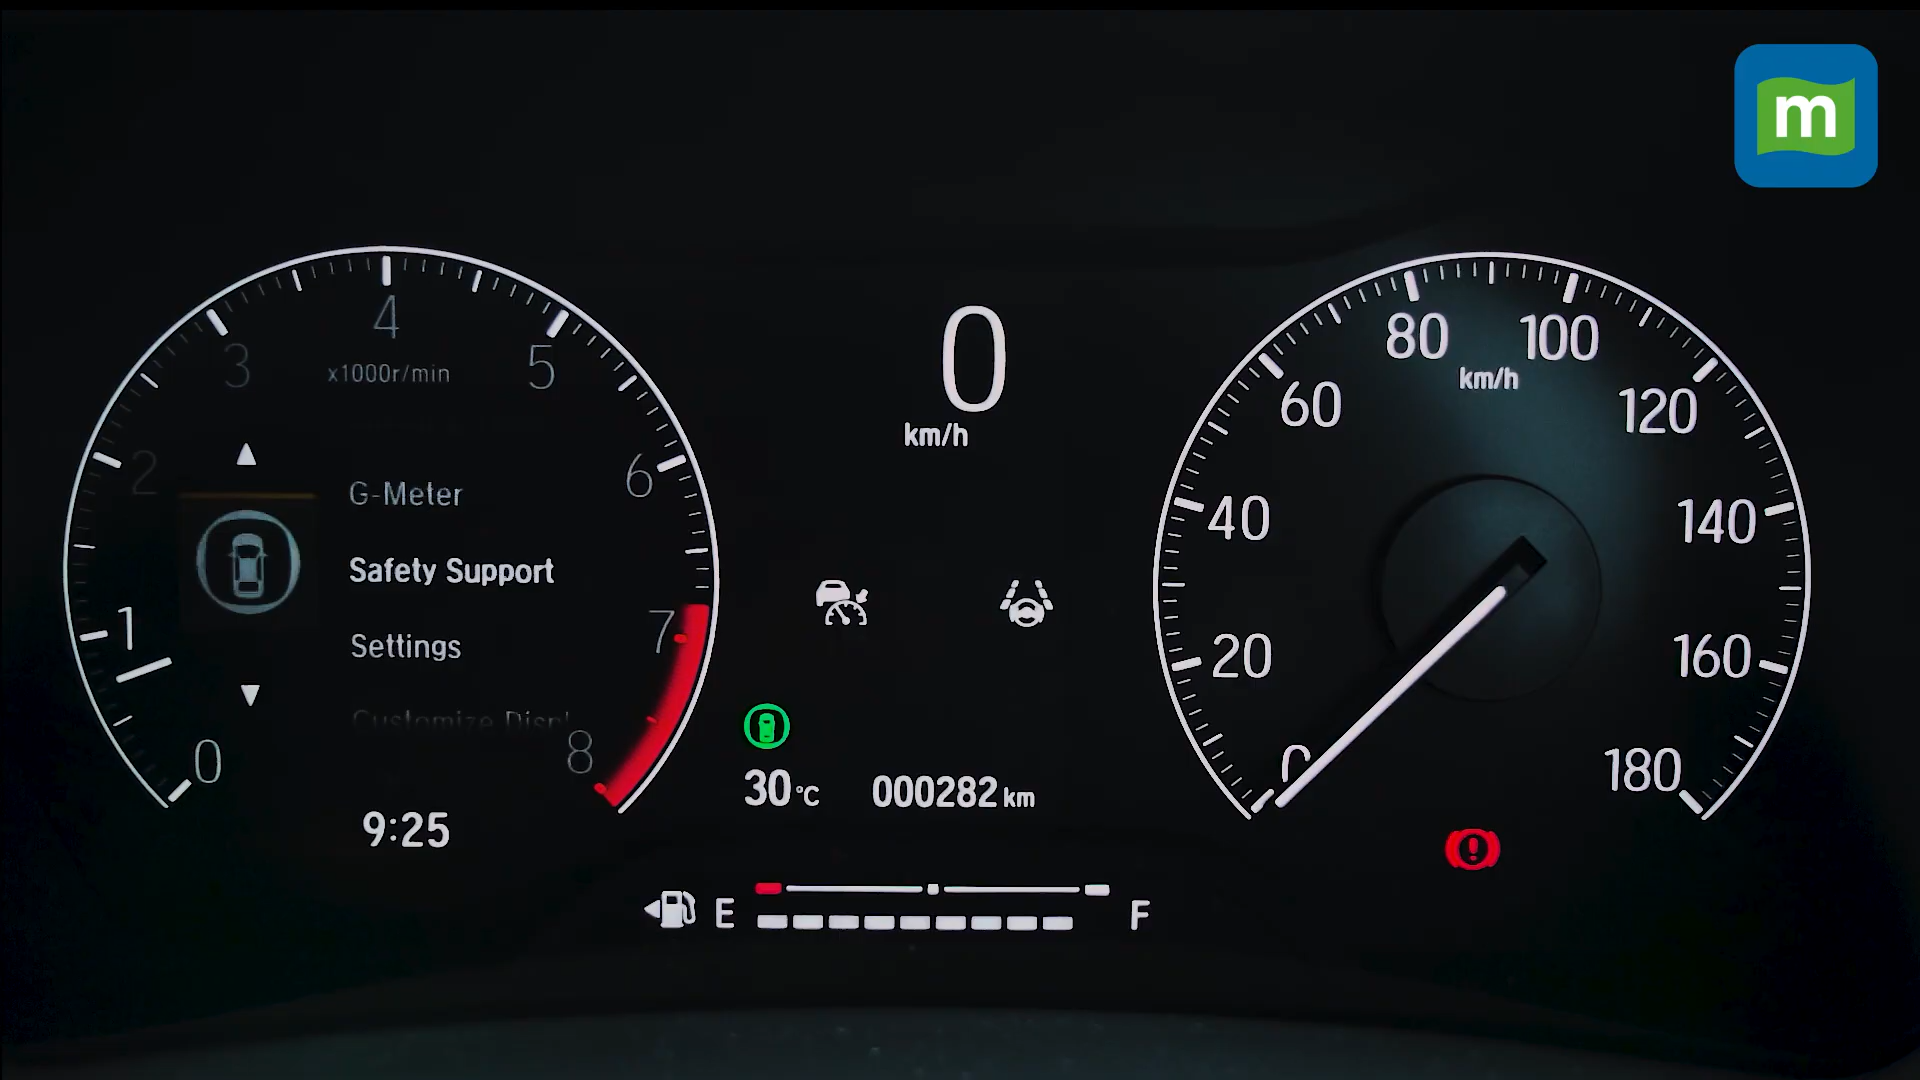 m
4
3
5
x1000r/min
2
6
1
7
0
8
G-Meter
Safety Support
Settings
9:25
0
km/h
30°C
000282 km
E
F
80
100
km/h
60
120
40
140
20
160
0
180